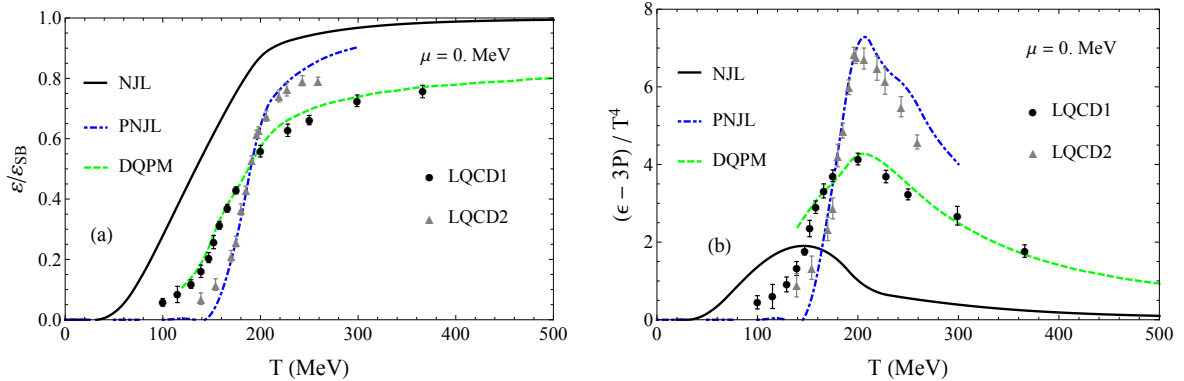 1.0
0.8
0.6
0.4
0.2
0.0
ε/ε_SB
μ = 0. MeV
NJL
PNJL
DQPM
LQCD1
LQCD2
(a)
0 100 200 300 400 500
T (MeV)
8
6
4
2
0
(ϵ − 3P) / T^4
μ = 0. MeV
NJL
PNJL
DQPM
LQCD1
LQCD2
(b)
0 100 200 300 400 500
T (MeV)